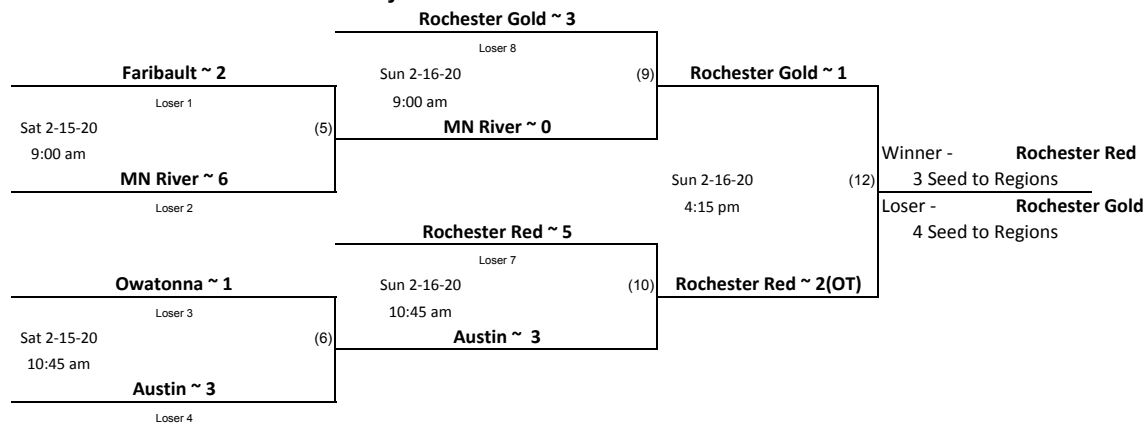 Rochester Gold ~ 3
Loser 8
Faribault ~ 2
Sun 2-16-20
(9)
Rochester Gold ~ 1
Loser 1
9:00 am
Sat 2-15-20
(5)
MN River ~ 0
9:00 am
Winner - Rochester Red
MN River ~ 6
Sun 2-16-20
(12)
3 Seed to Regions
Loser 2
4:15 pm
Loser - Rochester Gold
Rochester Red ~ 5
4 Seed to Regions
Loser 7
Owatonna ~ 1
Sun 2-16-20
(10)
Rochester Red ~ 2(OT)
Loser 3
10:45 am
Sat 2-15-20
(6)
Austin ~ 3
10:45 am
Austin ~ 3
Loser 4